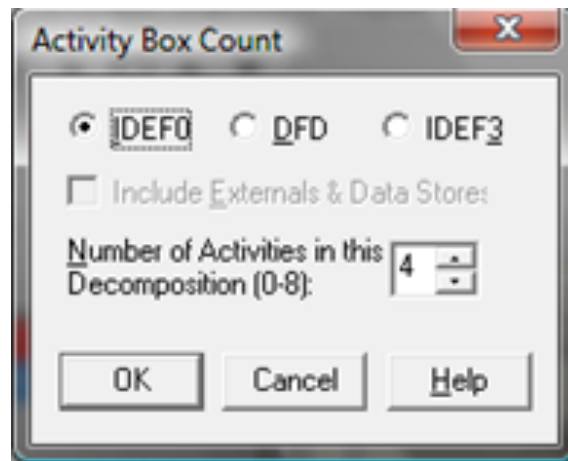 Activity Box Count
IDEF0 DFD IDEF3
Include Externals & Data Stores
Number of Activities in this
Decomposition (0-8):
4
OK Cancel Help